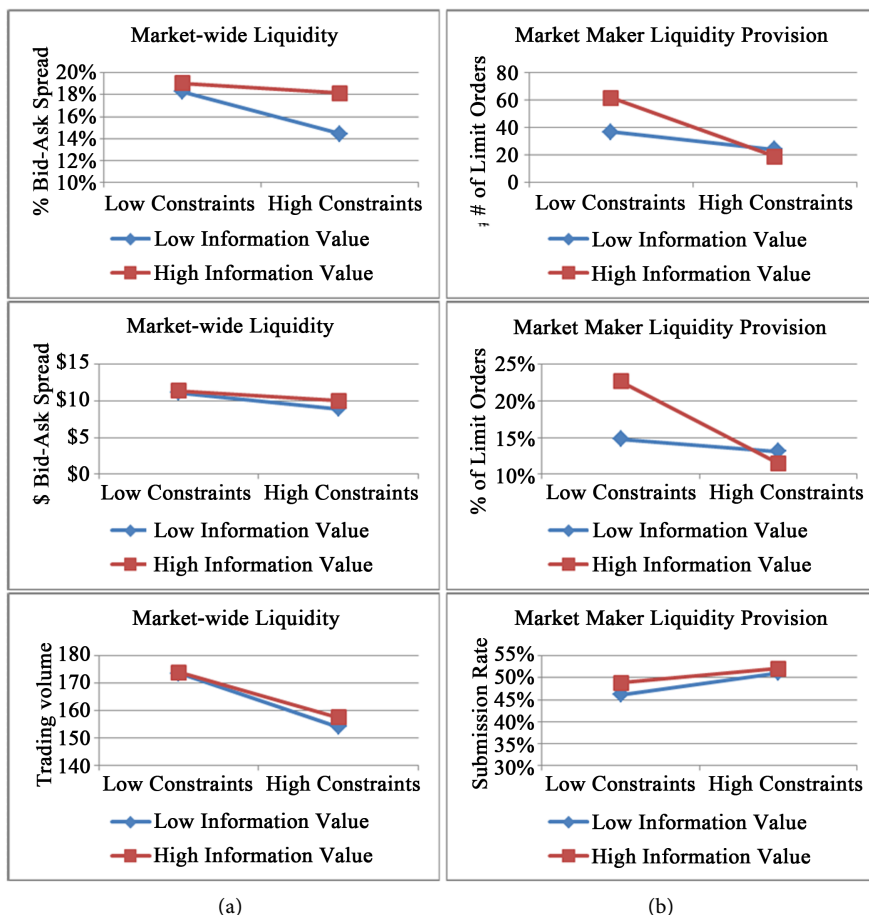 Market-wide Liquidity
% Bid-Ask Spread
20%
18%
16%
14%
12%
10%
Low Constraints High Constraints
Low Information Value
High Information Value
Market Maker Liquidity Provision
# of Limit Orders
80
60
40
20
0
Low Constraints High Constraints
Low Information Value
High Information Value
Market-wide Liquidity
$ Bid-Ask Spread
$15
$10
$5
$0
Low Constraints High Constraints
Low Information Value
High Information Value
Market Maker Liquidity Provision
% of Limit Orders
25%
20%
15%
10%
Low Constraints High Constraints
Low Information Value
High Information Value
Market-wide Liquidity
Trading volume
180
170
160
150
140
Low Constraints High Constraints
Low Information Value
High Information Value
Market Maker Liquidity Provision
Submission Rate
55%
50%
45%
40%
35%
30%
Low Constraints High Constraints
Low Information Value
High Information Value
(a)
(b)